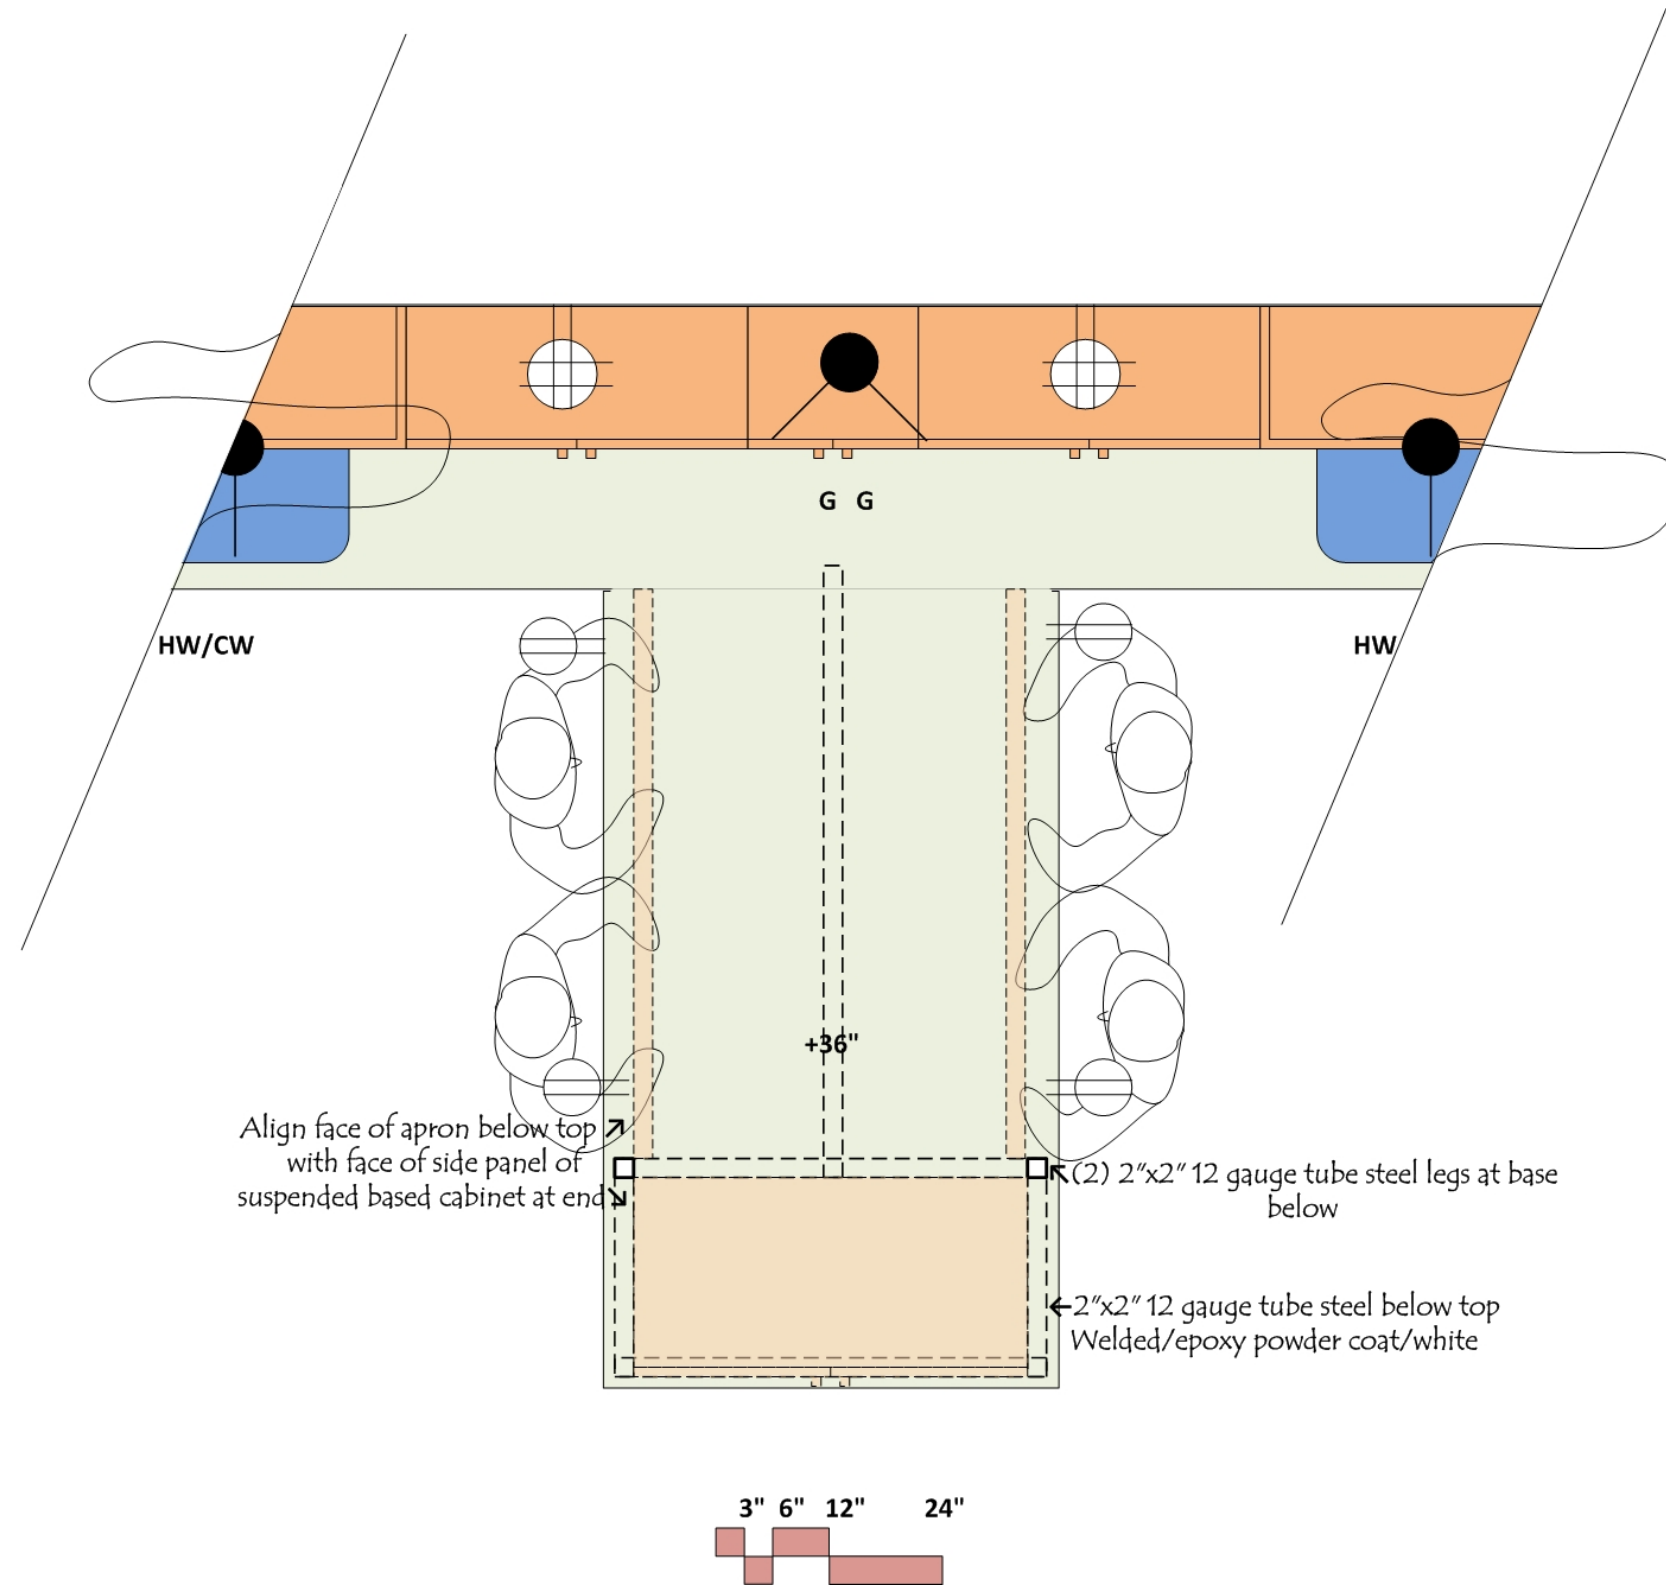 G G
HW/CW
HW
+36"
Align face of apron below top
with face of side panel of
suspended based cabinet at end
(2) 2"x2" 12 gauge tube steel legs at base
below
2"x2" 12 gauge tube steel below top
Welded/epoxy powder coat/white
3" 6" 12" 24"